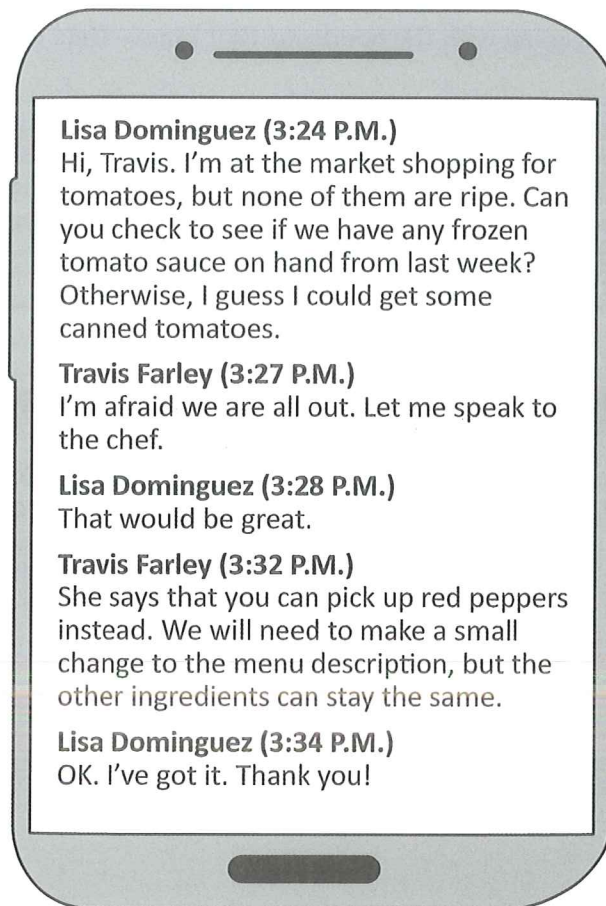 Lisa Dominguez (3:24 P.M.)
Hi, Travis. I'm at the market shopping for
tomatoes, but none of them are ripe. Can
you check to see if we have any frozen
tomato sauce on hand from last week?
Otherwise, I guess I could get some
canned tomatoes.
Travis Farley (3:27 P.M.)
I'm afraid we are all out. Let me speak to
the chef.
Lisa Dominguez (3:28 P.M.)
That would be great.
Travis Farley (3:32 P.M.)
She says that you can pick up red peppers
instead. We will need to make a small
change to the menu description, but the
other ingredients can stay the same.
Lisa Dominguez (3:34 P.M.)
OK. I've got it. Thank you!